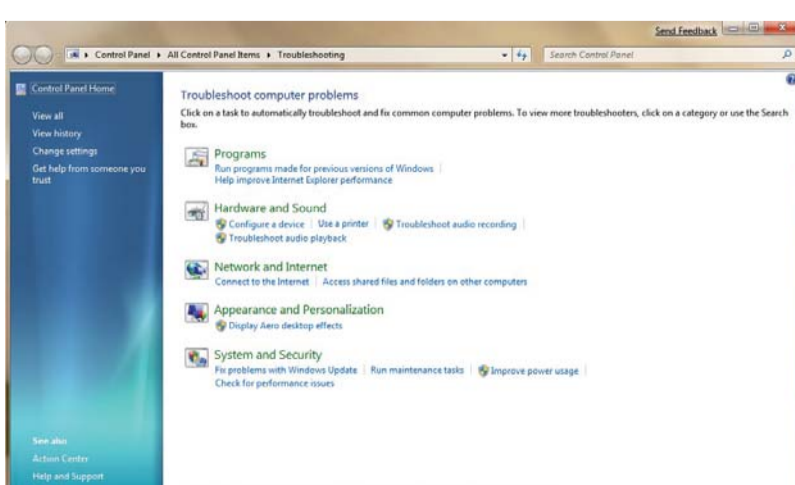 Send Feedback
Control Panel ▸ All Control Panel Items ▸ Troubleshooting
Search Control Panel
Control Panel Home
View all
View history
Change settings
Get help from someone you
trust
Troubleshoot computer problems
Click on a task to automatically troubleshoot and fix common computer problems. To view more troubleshooters, click on a category or use the Search
box.
Programs
Run programs made for previous versions of Windows
Help improve Internet Explorer performance
Hardware and Sound
Configure a device | Use a printer | Troubleshoot audio recording
Troubleshoot audio playback
Network and Internet
Connect to the Internet | Access shared files and folders on other computers
Appearance and Personalization
Display Aero desktop effects
System and Security
Fix problems with Windows Update | Run maintenance tasks | Improve power usage
Check for performance issues
See also
Action Center
Help and Support